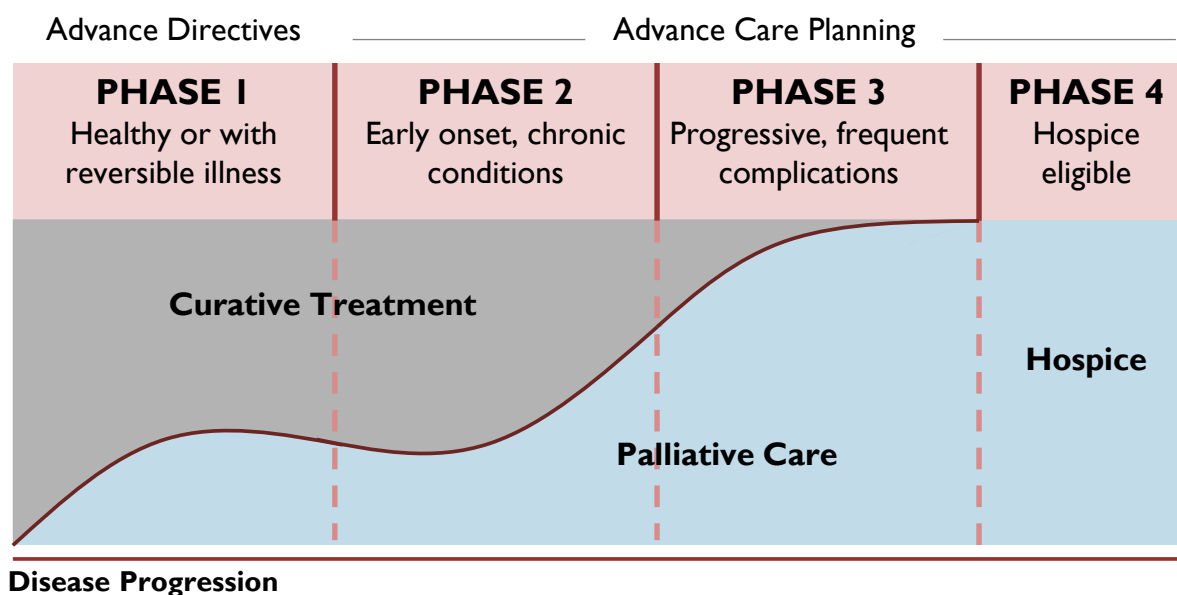 Advance Directives Advance Care Planning
PHASE 1 PHASE 2 PHASE 3 PHASE 4
Healthy or with Early onset, chronic Progressive, frequent Hospice
reversible illness conditions complications eligible
Curative Treatment
Hospice
Palliative Care
Disease Progression